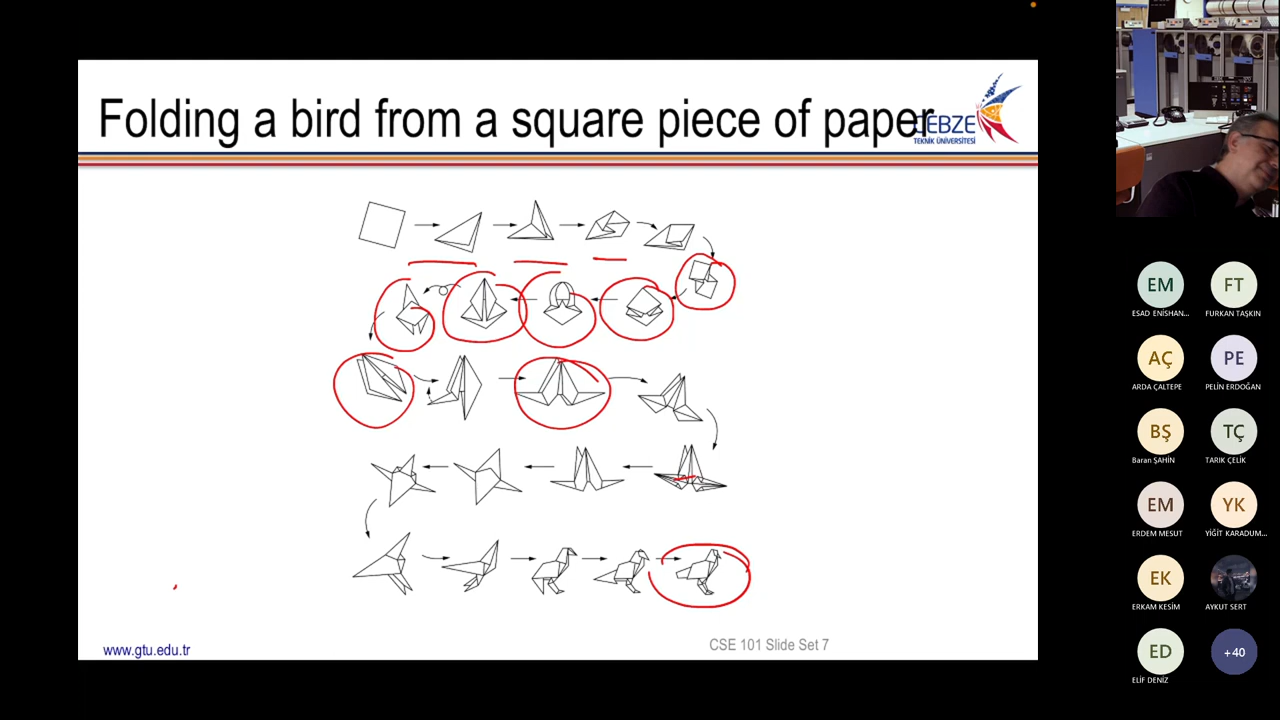 Folding a bird from a square piece of paper
GEBZE
TEKNİK ÜNİVERSİTESİ
www.gtu.edu.tr
CSE 101 Slide Set 7
EM
FT
ESAD ENİSHAN...
FURKAN TAŞKIN
AÇ
PE
ARDA ÇALTEPE
PELİN ERDOĞAN
BŞ
TÇ
Baran ŞAHİN
TARIK ÇELİK
EM
YK
ERDEM MESUT
YİĞİT KARADUM...
EK
ERKAM KESİM
AYKUT SERT
ED
+40
ELİF DENİZ